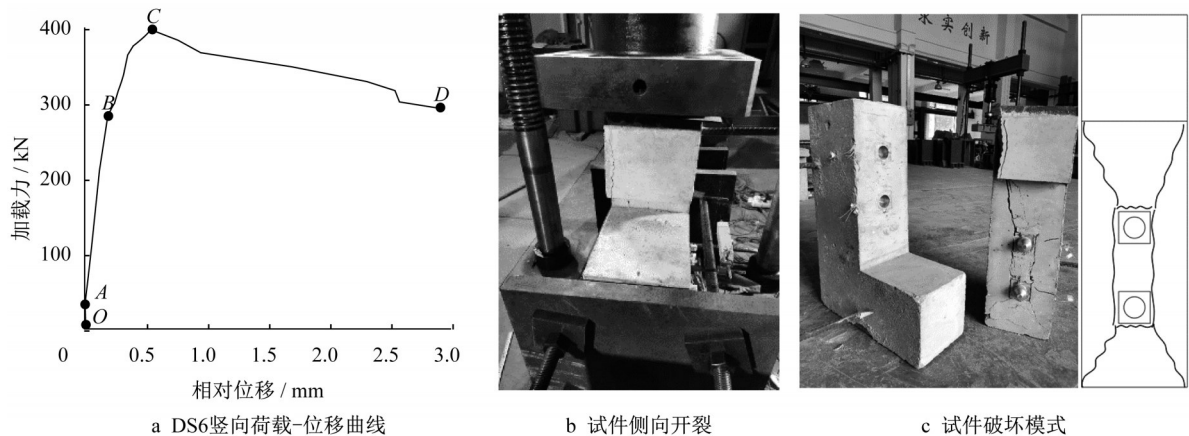 400
300
200
100
0
0.5
1.0
1.5
2.0
2.5
3.0
加载力 / kN
相对位移 / mm
A
O
B
C
D
求 实 创 新
a DS6竖向荷载-位移曲线
b 试件侧向开裂
c 试件破坏模式